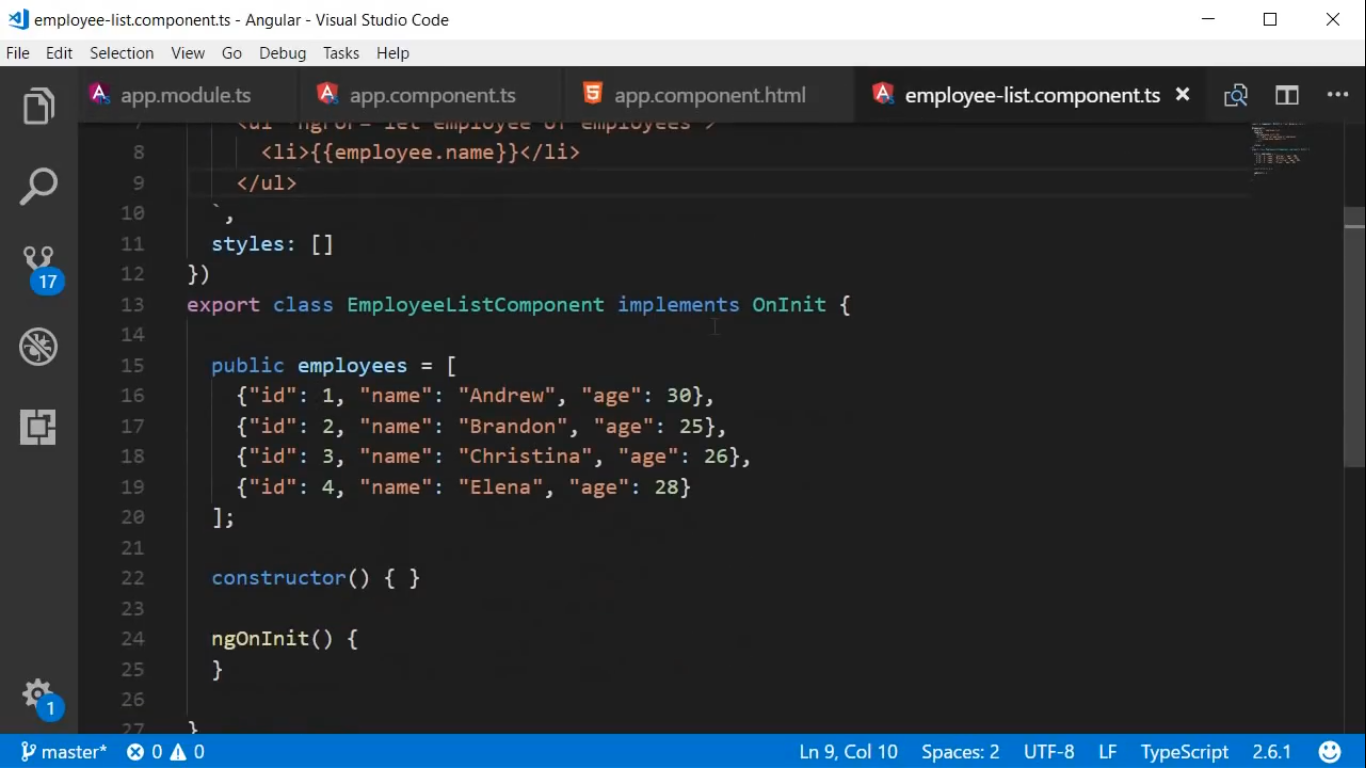 employee-list.component.ts - Angular - Visual Studio Code
File Edit Selection View Go Debug Tasks Help
app.module.ts app.component.ts app.component.html employee-list.component.ts
8 <li>{{employee.name}}</li>
9 </ul>
10 `,
11 styles: []
12 })
13 export class EmployeeListComponent implements OnInit {
14
15 public employees = [
16 {"id": 1, "name": "Andrew", "age": 30},
17 {"id": 2, "name": "Brandon", "age": 25},
18 {"id": 3, "name": "Christina", "age": 26},
19 {"id": 4, "name": "Elena", "age": 28}
20 ];
21
22 constructor() { }
23
24 ngOnInit() {
25 }
26
27 }
17
1
master* 0 0 Ln 9, Col 10 Spaces: 2 UTF-8 LF TypeScript 2.6.1